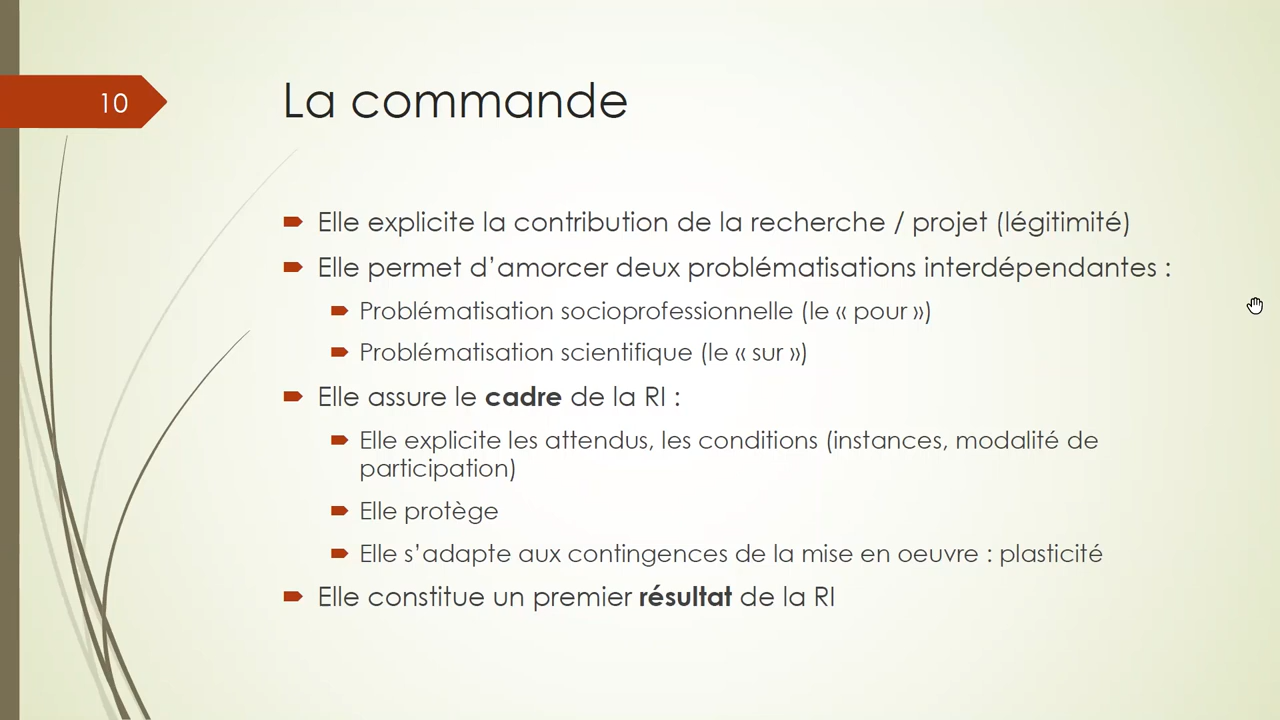 10
La commande
Elle explicite la contribution de la recherche / projet (légitimité)
Elle permet d’amorcer deux problématisations interdépendantes :
Problématisation socioprofessionnelle (le « pour »)
Problématisation scientifique (le « sur »)
Elle assure le cadre de la RI :
Elle explicite les attendus, les conditions (instances, modalité de
participation)
Elle protège
Elle s’adapte aux contingences de la mise en oeuvre : plasticité
Elle constitue un premier résultat de la RI